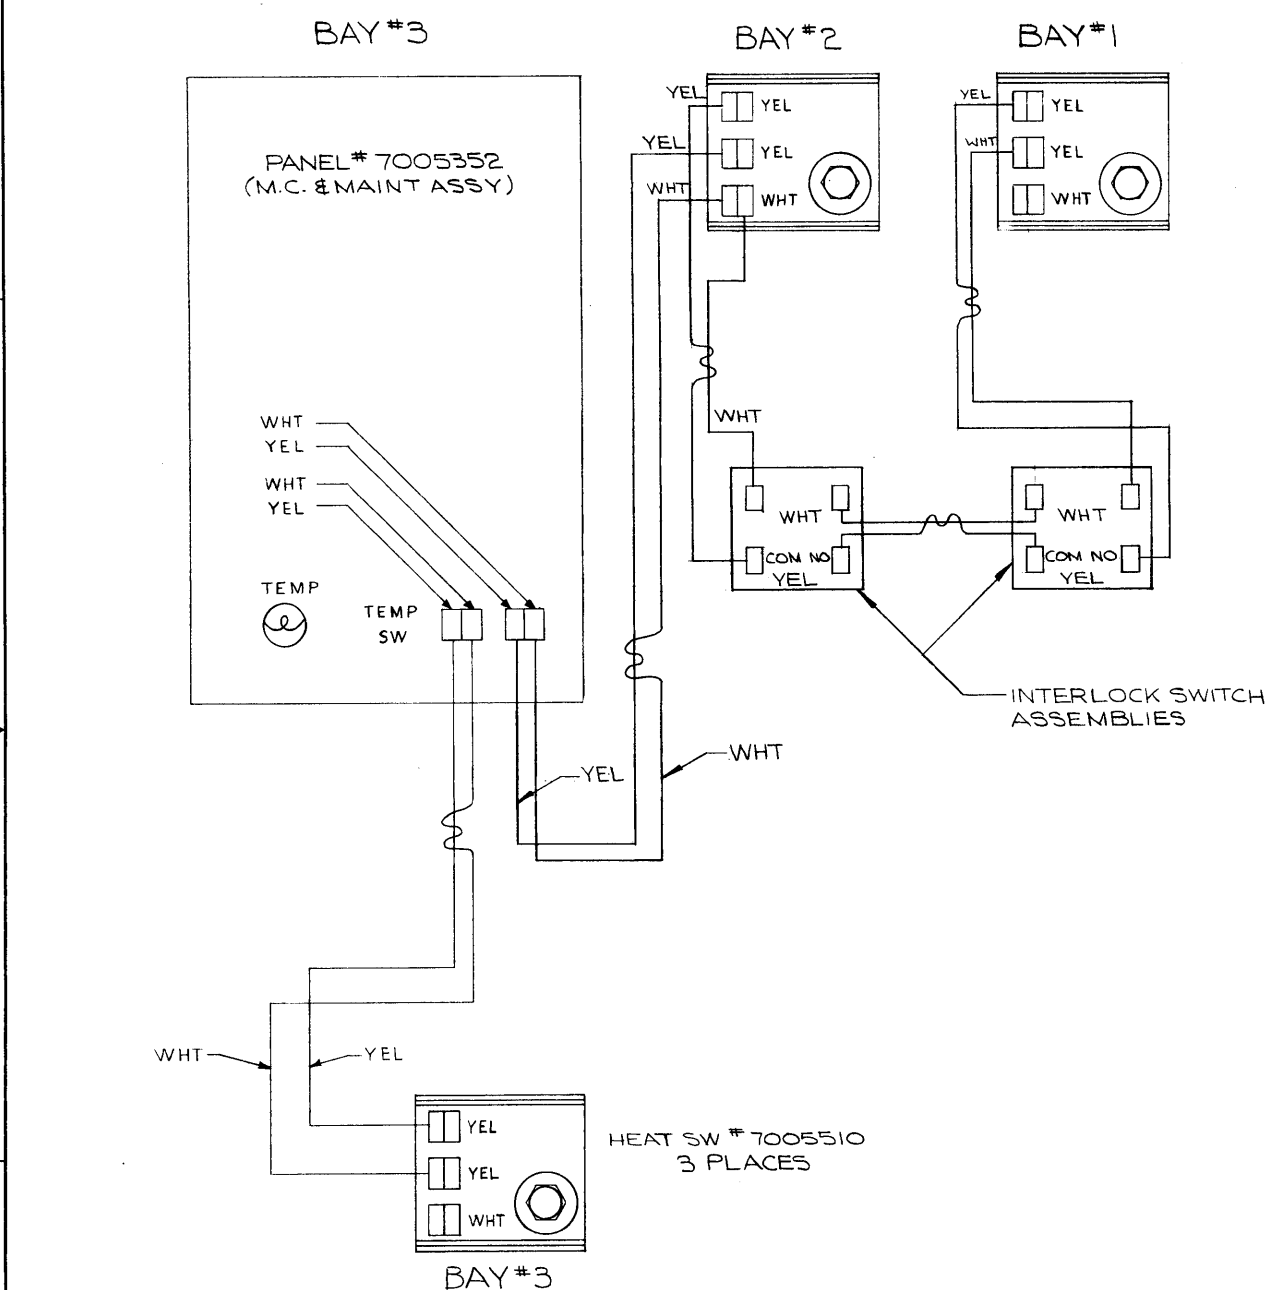 BAY #3
BAY #2
BAY #1
PANEL # 7005352
(M.C. & MAINT ASSY)
YEL
YEL
YEL
YEL
WHT
WHT
YEL
YEL
WHT
YEL
WHT
WHT
WHT
YEL
WHT
YEL
TEMP
TEMP
SW
WHT
WHT
COM NO
YEL
WHT
COM NO
YEL
INTERLOCK SWITCH
ASSEMBLIES
YEL
WHT
WHT
YEL
YEL
YEL
WHT
HEAT SW # 7005510
3 PLACES
BAY #3